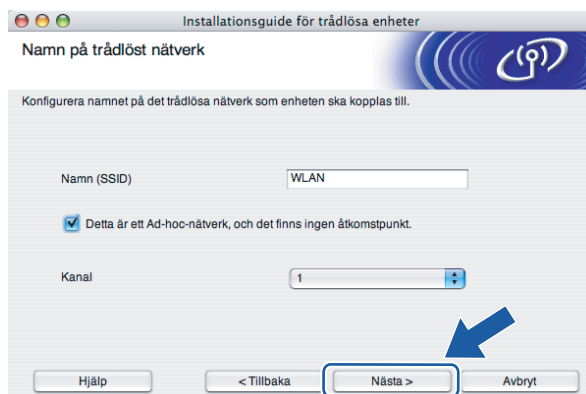 Installationsguide för trådlösa enheter
Namn på trådlöst nätverk
Konfigurera namnet på det trådlösa nätverk som enheten ska kopplas till.
Namn (SSID) WLAN
Detta är ett Ad-hoc-nätverk, och det finns ingen åtkomstpunkt.
Kanal 1
Hjälp < Tillbaka Nästa > Avbryt